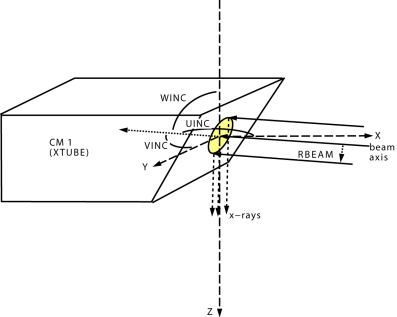 WINC
UINC
CM 1
(XTUBE)
VINC
X
beam
axis
Y
RBEAM
x-rays
Z